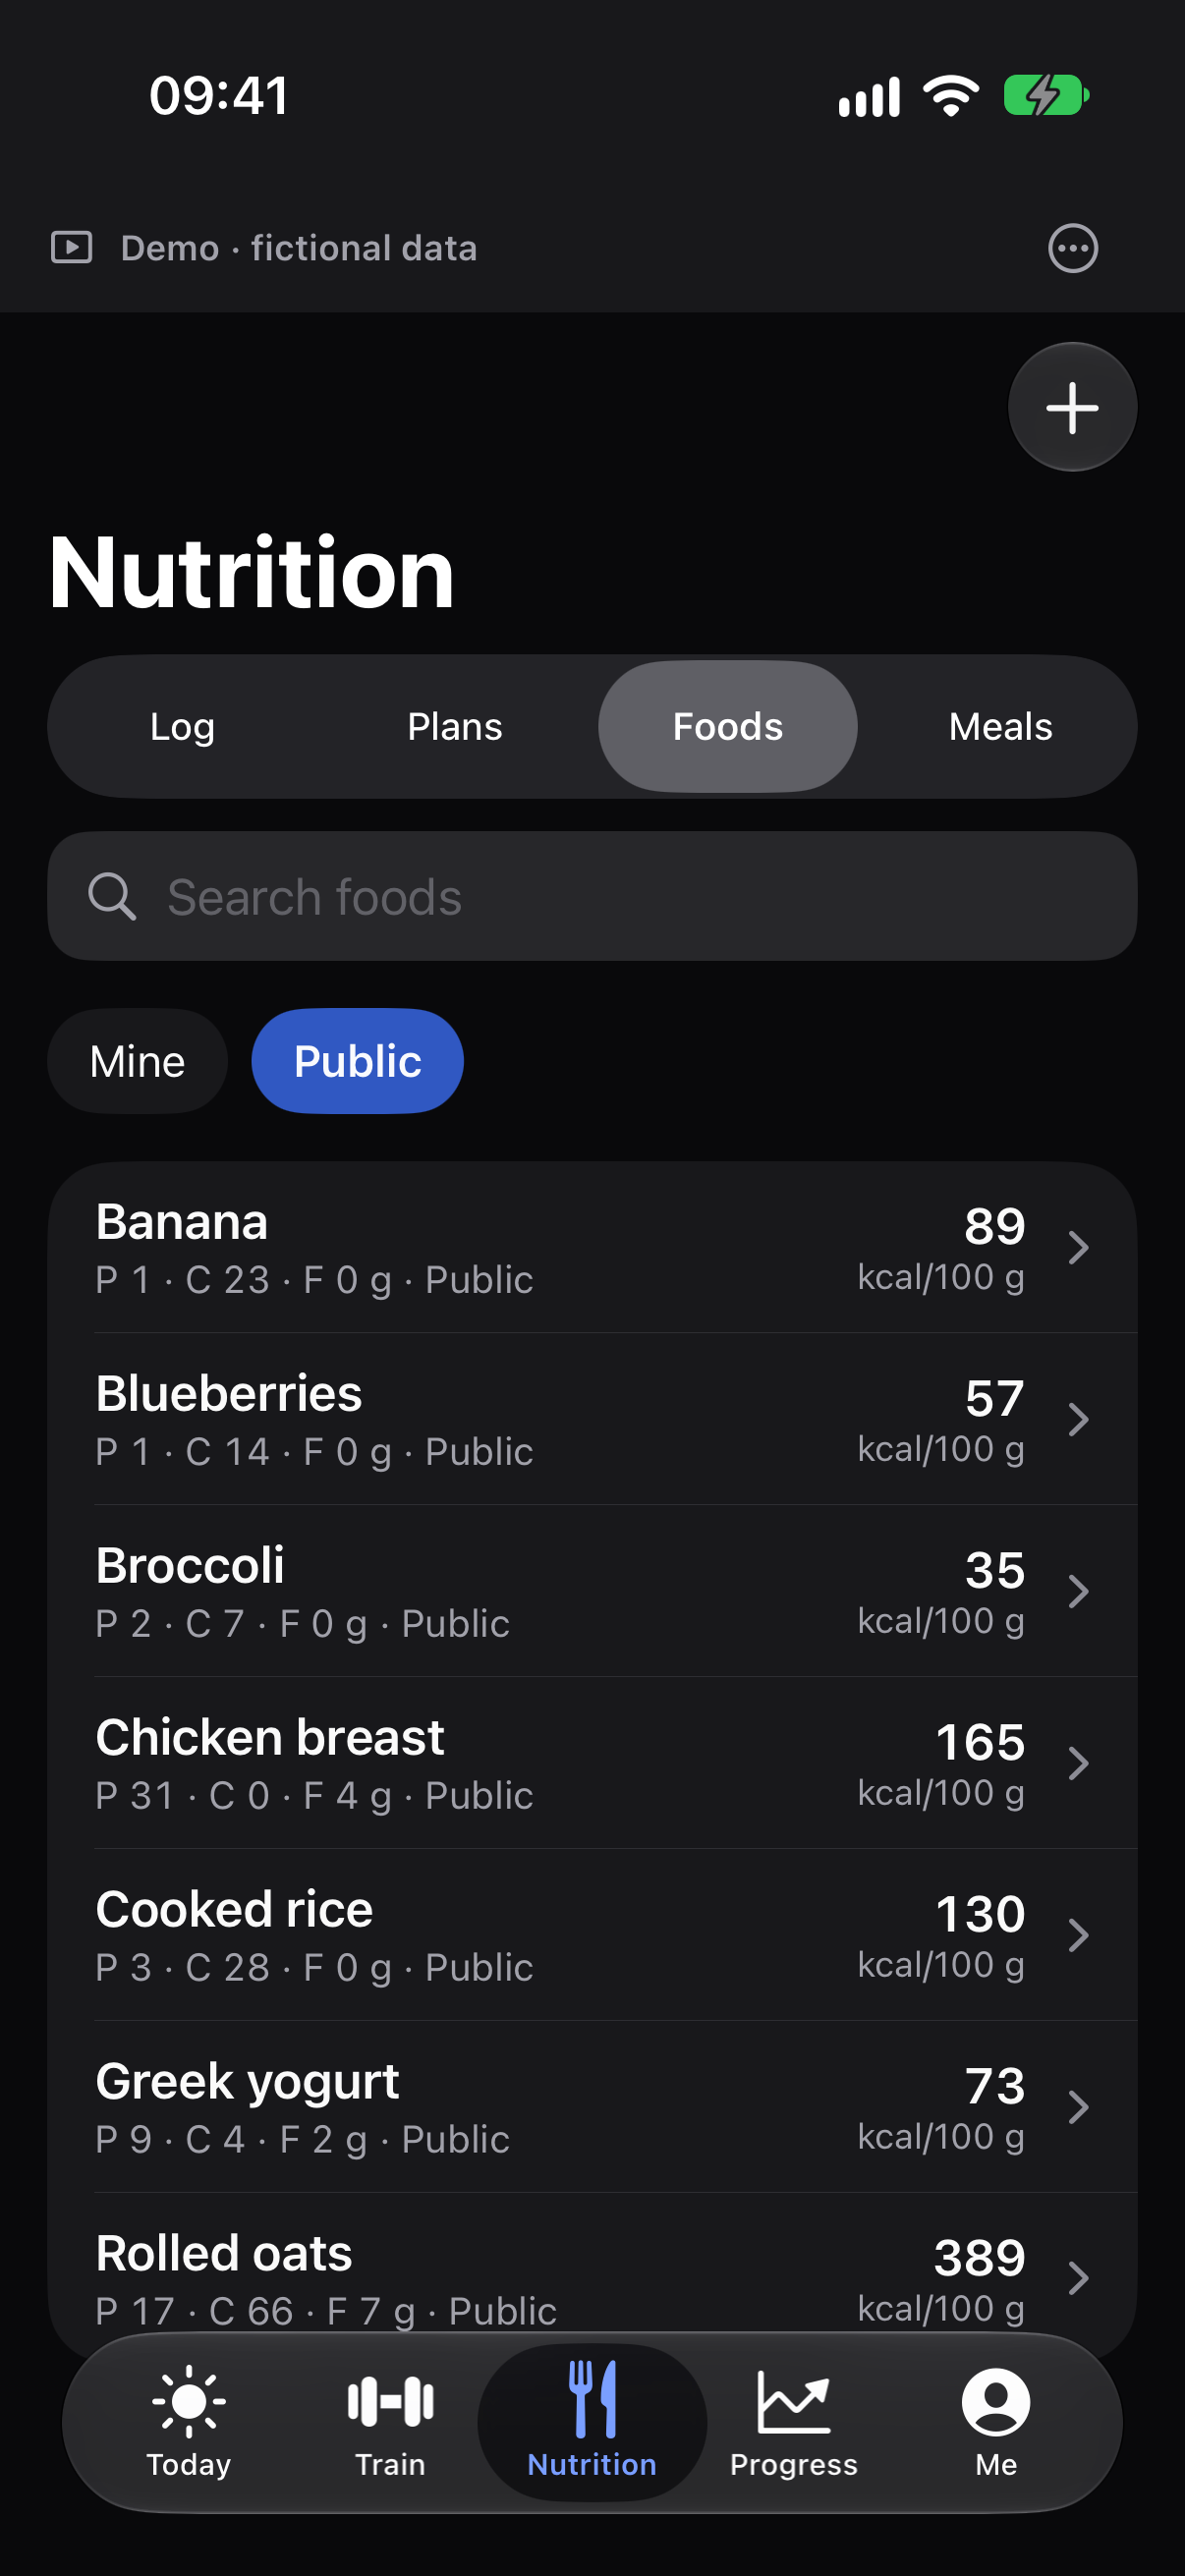 09:41
Demo · fictional data
Nutrition
Log Plans Foods Meals
Search foods
Mine Public
Banana
89
P 1 · C 23 · F 0 g · Public
kcal/100 g
Blueberries
57
P 1 · C 14 · F 0 g · Public
kcal/100 g
Broccoli
35
P 2 · C 7 · F 0 g · Public
kcal/100 g
Chicken breast
165
P 31 · C 0 · F 4 g · Public
kcal/100 g
Cooked rice
130
P 3 · C 28 · F 0 g · Public
kcal/100 g
Greek yogurt
73
P 9 · C 4 · F 2 g · Public
kcal/100 g
Rolled oats
389
P 17 · C 66 · F 7 g · Public
kcal/100 g
Today Train Nutrition Progress Me